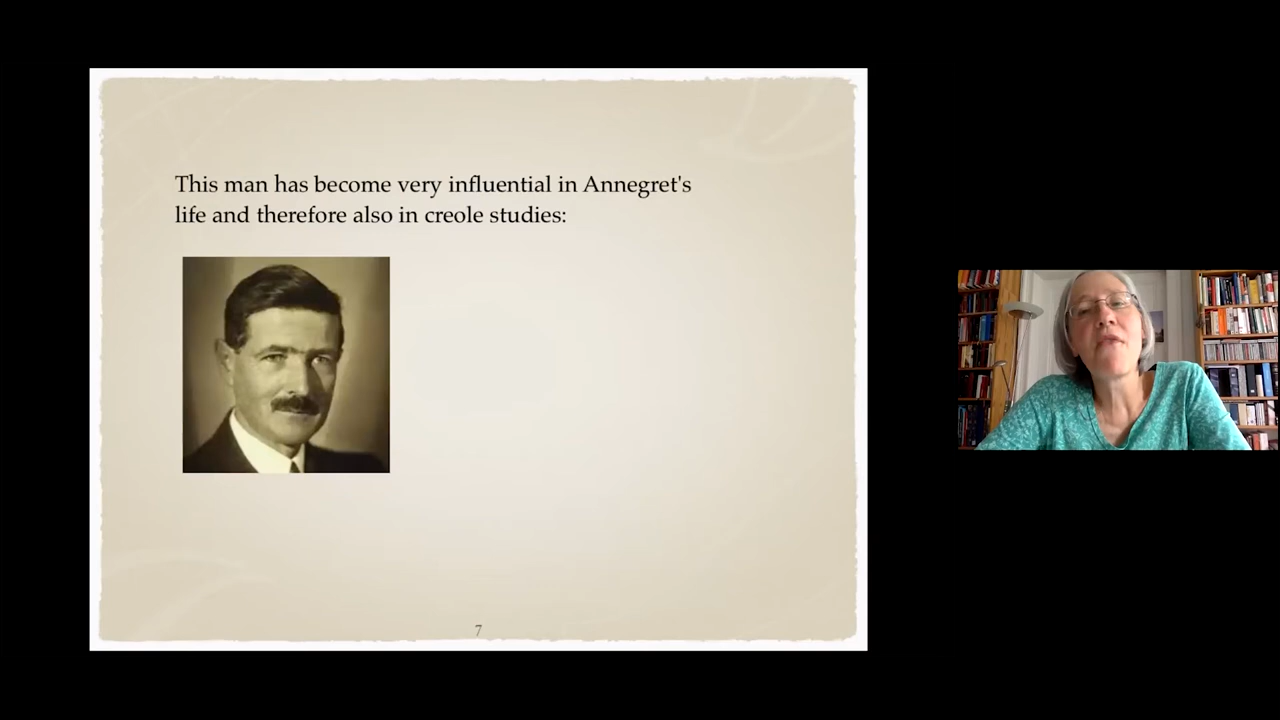 This man has become very influential in Annegret's
life and therefore also in creole studies:
7